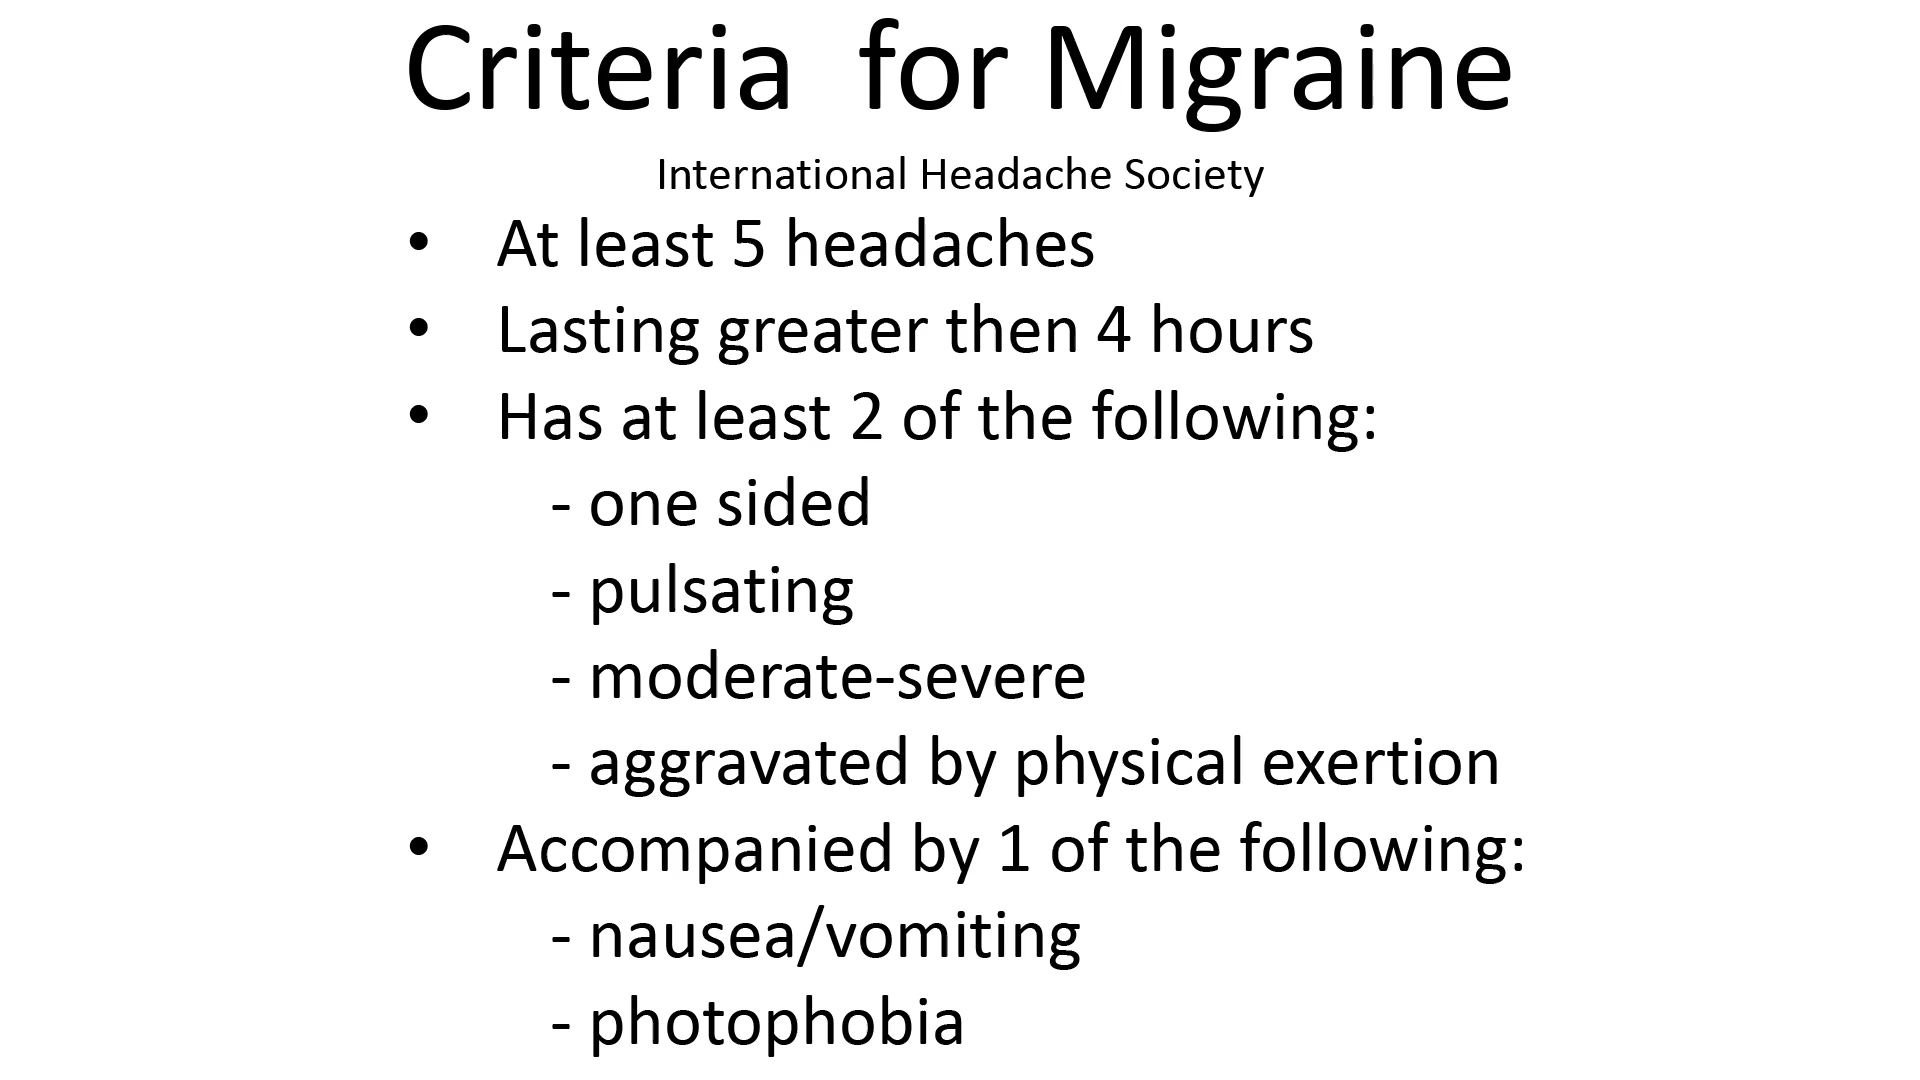 Criteria  for Migraine
International Headache Society
• At least 5 headaches
• Lasting greater then 4 hours
• Has at least 2 of the following:
- one sided
- pulsating
- moderate-severe
- aggravated by physical exertion
• Accompanied by 1 of the following:
- nausea/vomiting
- photophobia